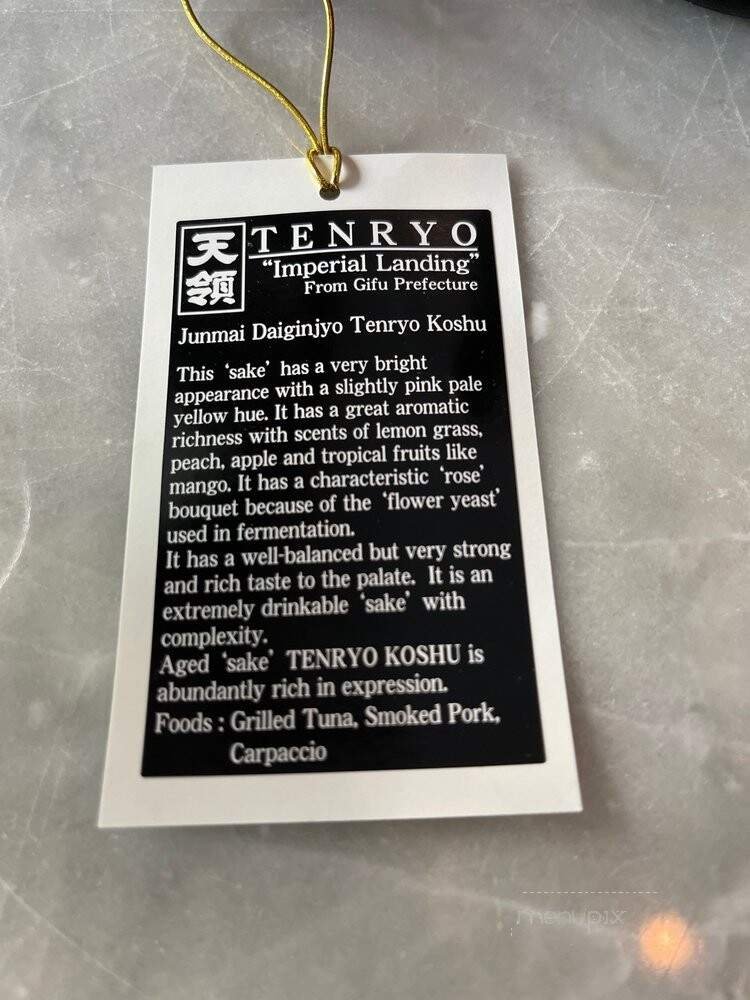 天領
TENRYO
“Imperial Landing”
From Gifu Prefecture
Junmai Daiginjyo Tenryo Koshu
This ‘sake’ has a very bright
appearance with a slightly pink pale
yellow hue. It has a great aromatic
richness with scents of lemon grass,
peach, apple and tropical fruits like
mango. It has a characteristic ‘rose’
bouquet because of the ‘flower yeast’
used in fermentation.
It has a well-balanced but very strong
and rich taste to the palate. It is an
extremely drinkable ‘sake’ with
complexity.
Aged ‘sake’ TENRYO KOSHU is
abundantly rich in expression.
Foods : Grilled Tuna, Smoked Pork,
Carpaccio
menupix